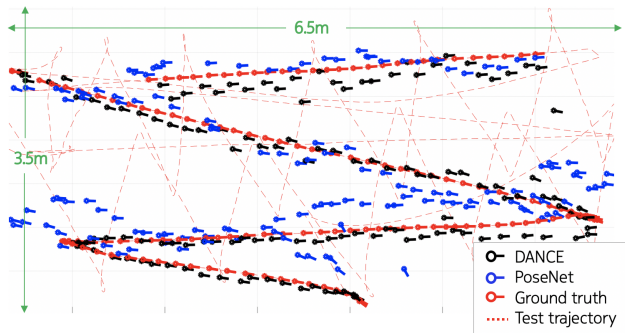 6.5m
3.5m
DANCE
PoseNet
Ground truth
Test trajectory